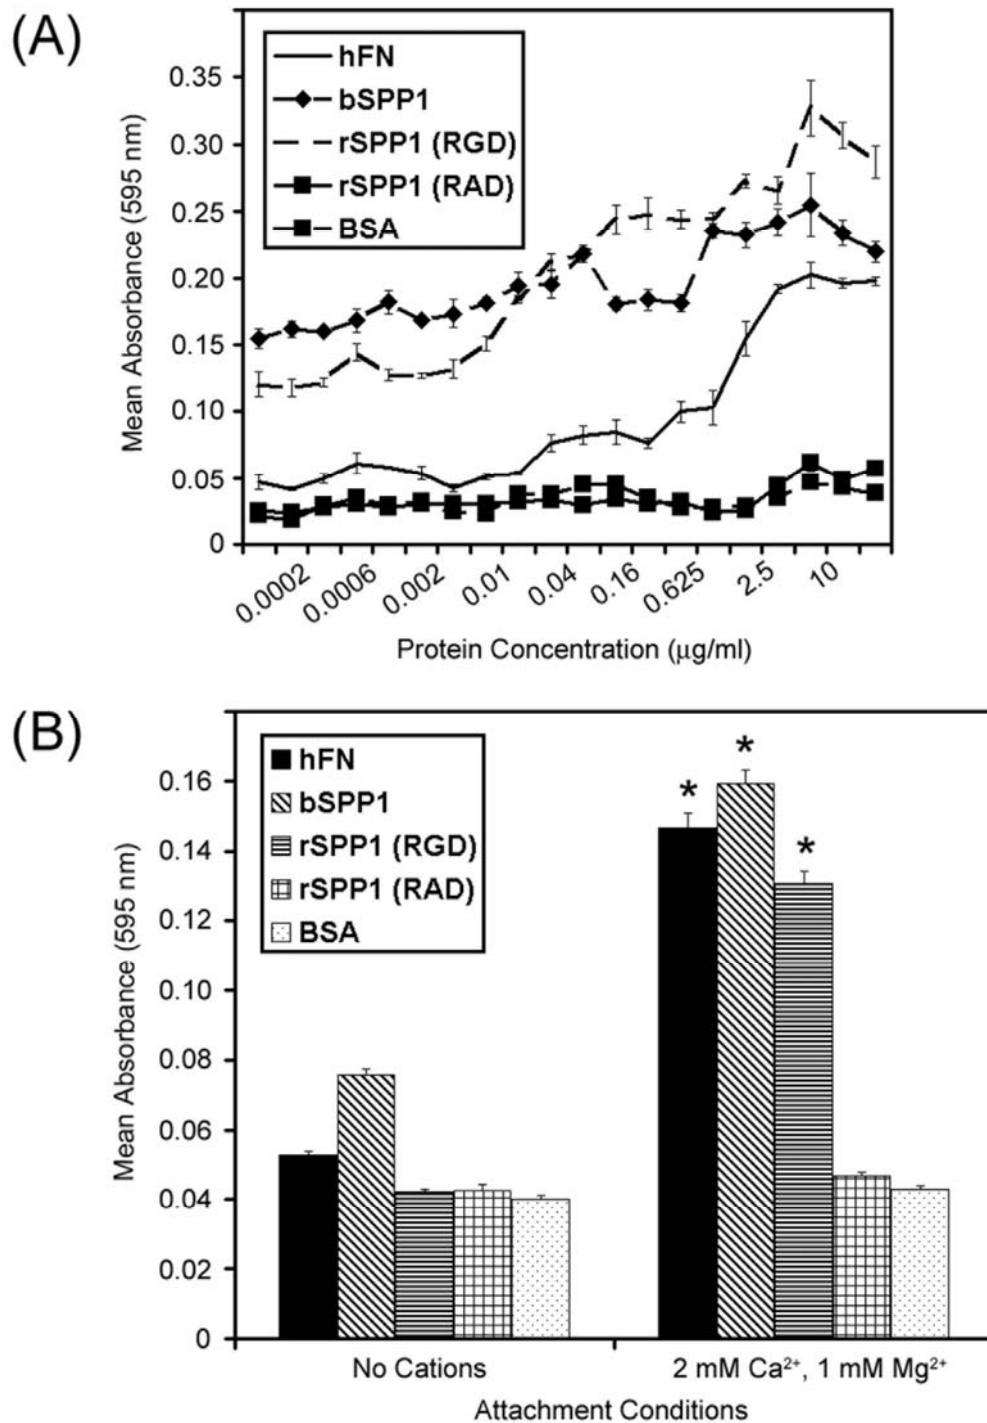 (A)
Mean Absorbance (595 nm)
0.35
0.30
0.25
0.20
0.15
0.10
0.05
0
hFN
bSPP1
rSPP1 (RGD)
rSPP1 (RAD)
BSA
0.0002
0.0006
0.002
0.01
0.04
0.16
0.625
2.5
10
Protein Concentration (μg/ml)
(B)
Mean Absorbance (595 nm)
0.16
0.14
0.12
0.10
0.08
0.06
0.04
0.02
0
hFN
bSPP1
rSPP1 (RGD)
rSPP1 (RAD)
BSA
*
*
*
No Cations
2 mM Ca²⁺, 1 mM Mg²⁺
Attachment Conditions